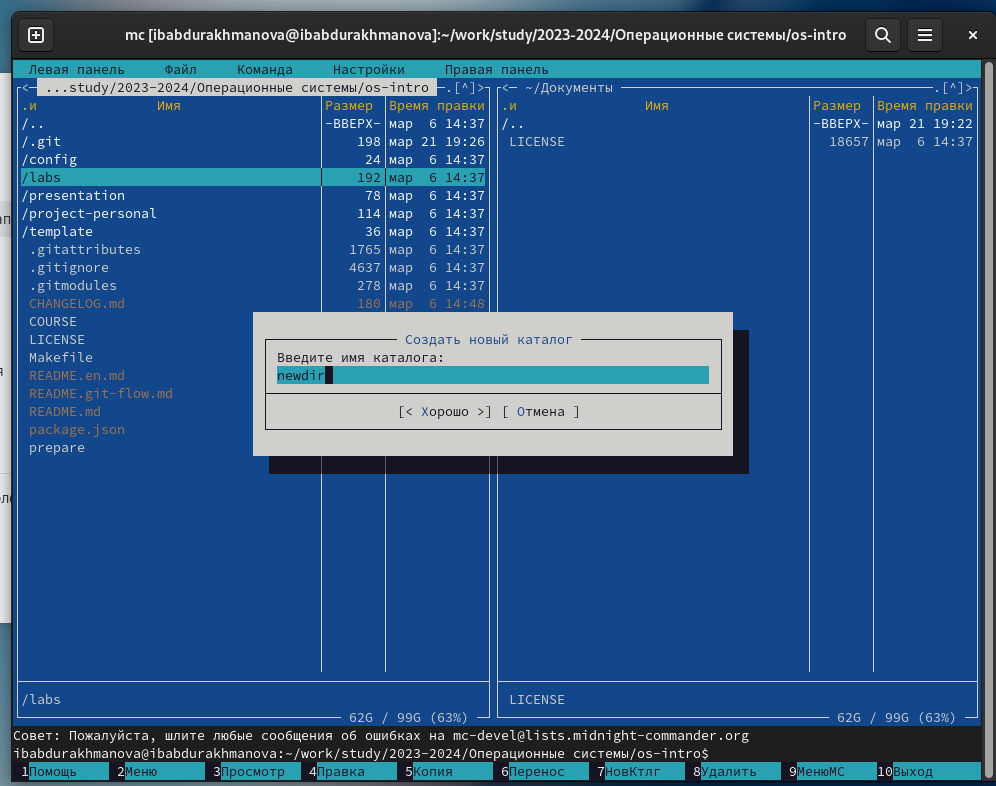 mc [ibabdurakhmanova@ibabdurakhmanova]:~/work/study/2023-2024/Операционные системы/os-intro
Левая панель Файл Команда Настройки Правая панель
<─ ...study/2023-2024/Операционные системы/os-intro ─.[^]> <─ ~/Документы ─.[^]>
.и Имя Размер Время правки .и Имя Размер Время правки
/.. -ВВЕРХ- мар 6 14:37 /.. -ВВЕРХ- мар 21 19:22
/.git 198 мар 21 19:26 LICENSE 18657 мар 6 14:37
/config 24 мар 6 14:37
/labs 192 мар 6 14:37
/presentation 78 мар 6 14:37
/project-personal 114 мар 6 14:37
/template 36 мар 6 14:37
.gitattributes 1765 мар 6 14:37
.gitignore 4637 мар 6 14:37
.gitmodules 278 мар 6 14:37
CHANGELOG.md 180 мар 6 14:48
COURSE
LICENSE
Makefile
README.en.md
README.git-flow.md
README.md
package.json
prepare
Создать новый каталог
Введите имя каталога:
newdir
[< Хорошо >] [ Отмена ]
/labs LICENSE
62G / 99G (63%) 62G / 99G (63%)
Совет: Пожалуйста, шлите любые сообщения об ошибках на mc-devel@lists.midnight-commander.org
ibabdurakhmanova@ibabdurakhmanova:~/work/study/2023-2024/Операционные системы/os-intro$
1Помощь 2Меню 3Просмотр 4Правка 5Копия 6Перенос 7НовКтлг 8Удалить 9МенюМС 10Выход